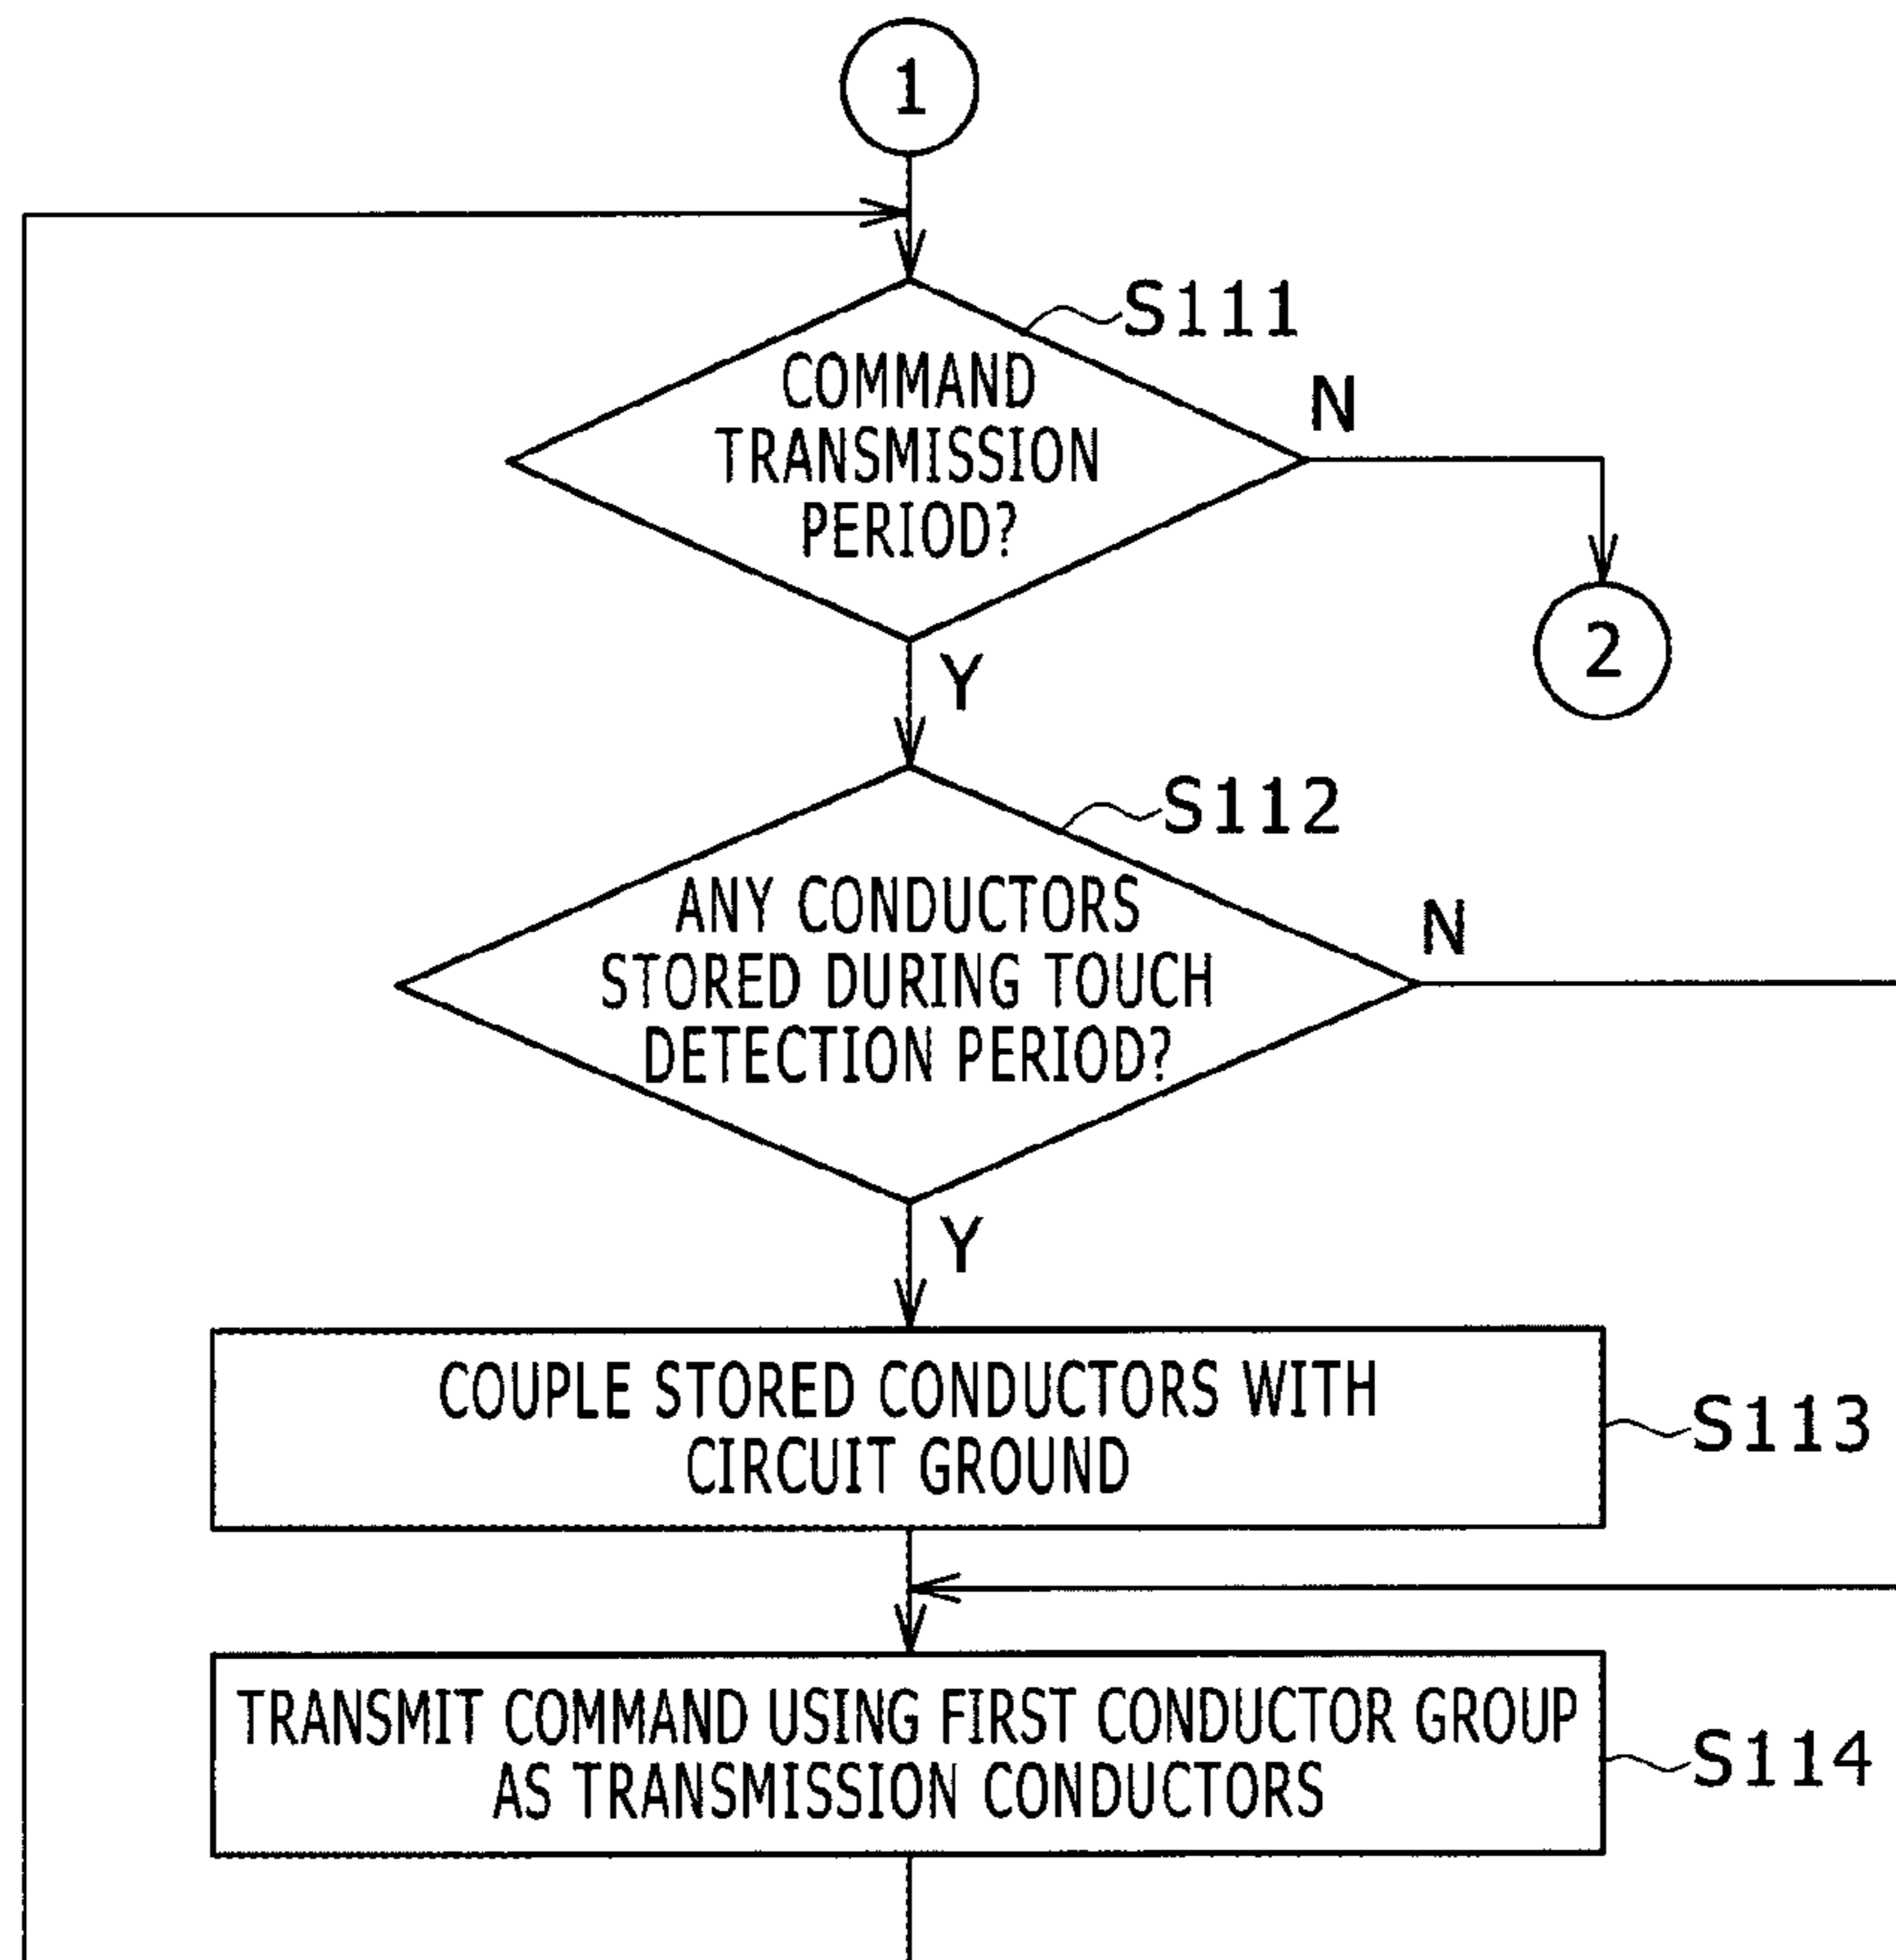 1
S111
COMMAND
TRANSMISSION
PERIOD?
N
2
Y
S112
ANY CONDUCTORS
STORED DURING TOUCH
DETECTION PERIOD?
N
Y
COUPLE STORED CONDUCTORS WITH
CIRCUIT GROUND
S113
TRANSMIT COMMAND USING FIRST CONDUCTOR GROUP
AS TRANSMISSION CONDUCTORS
S114